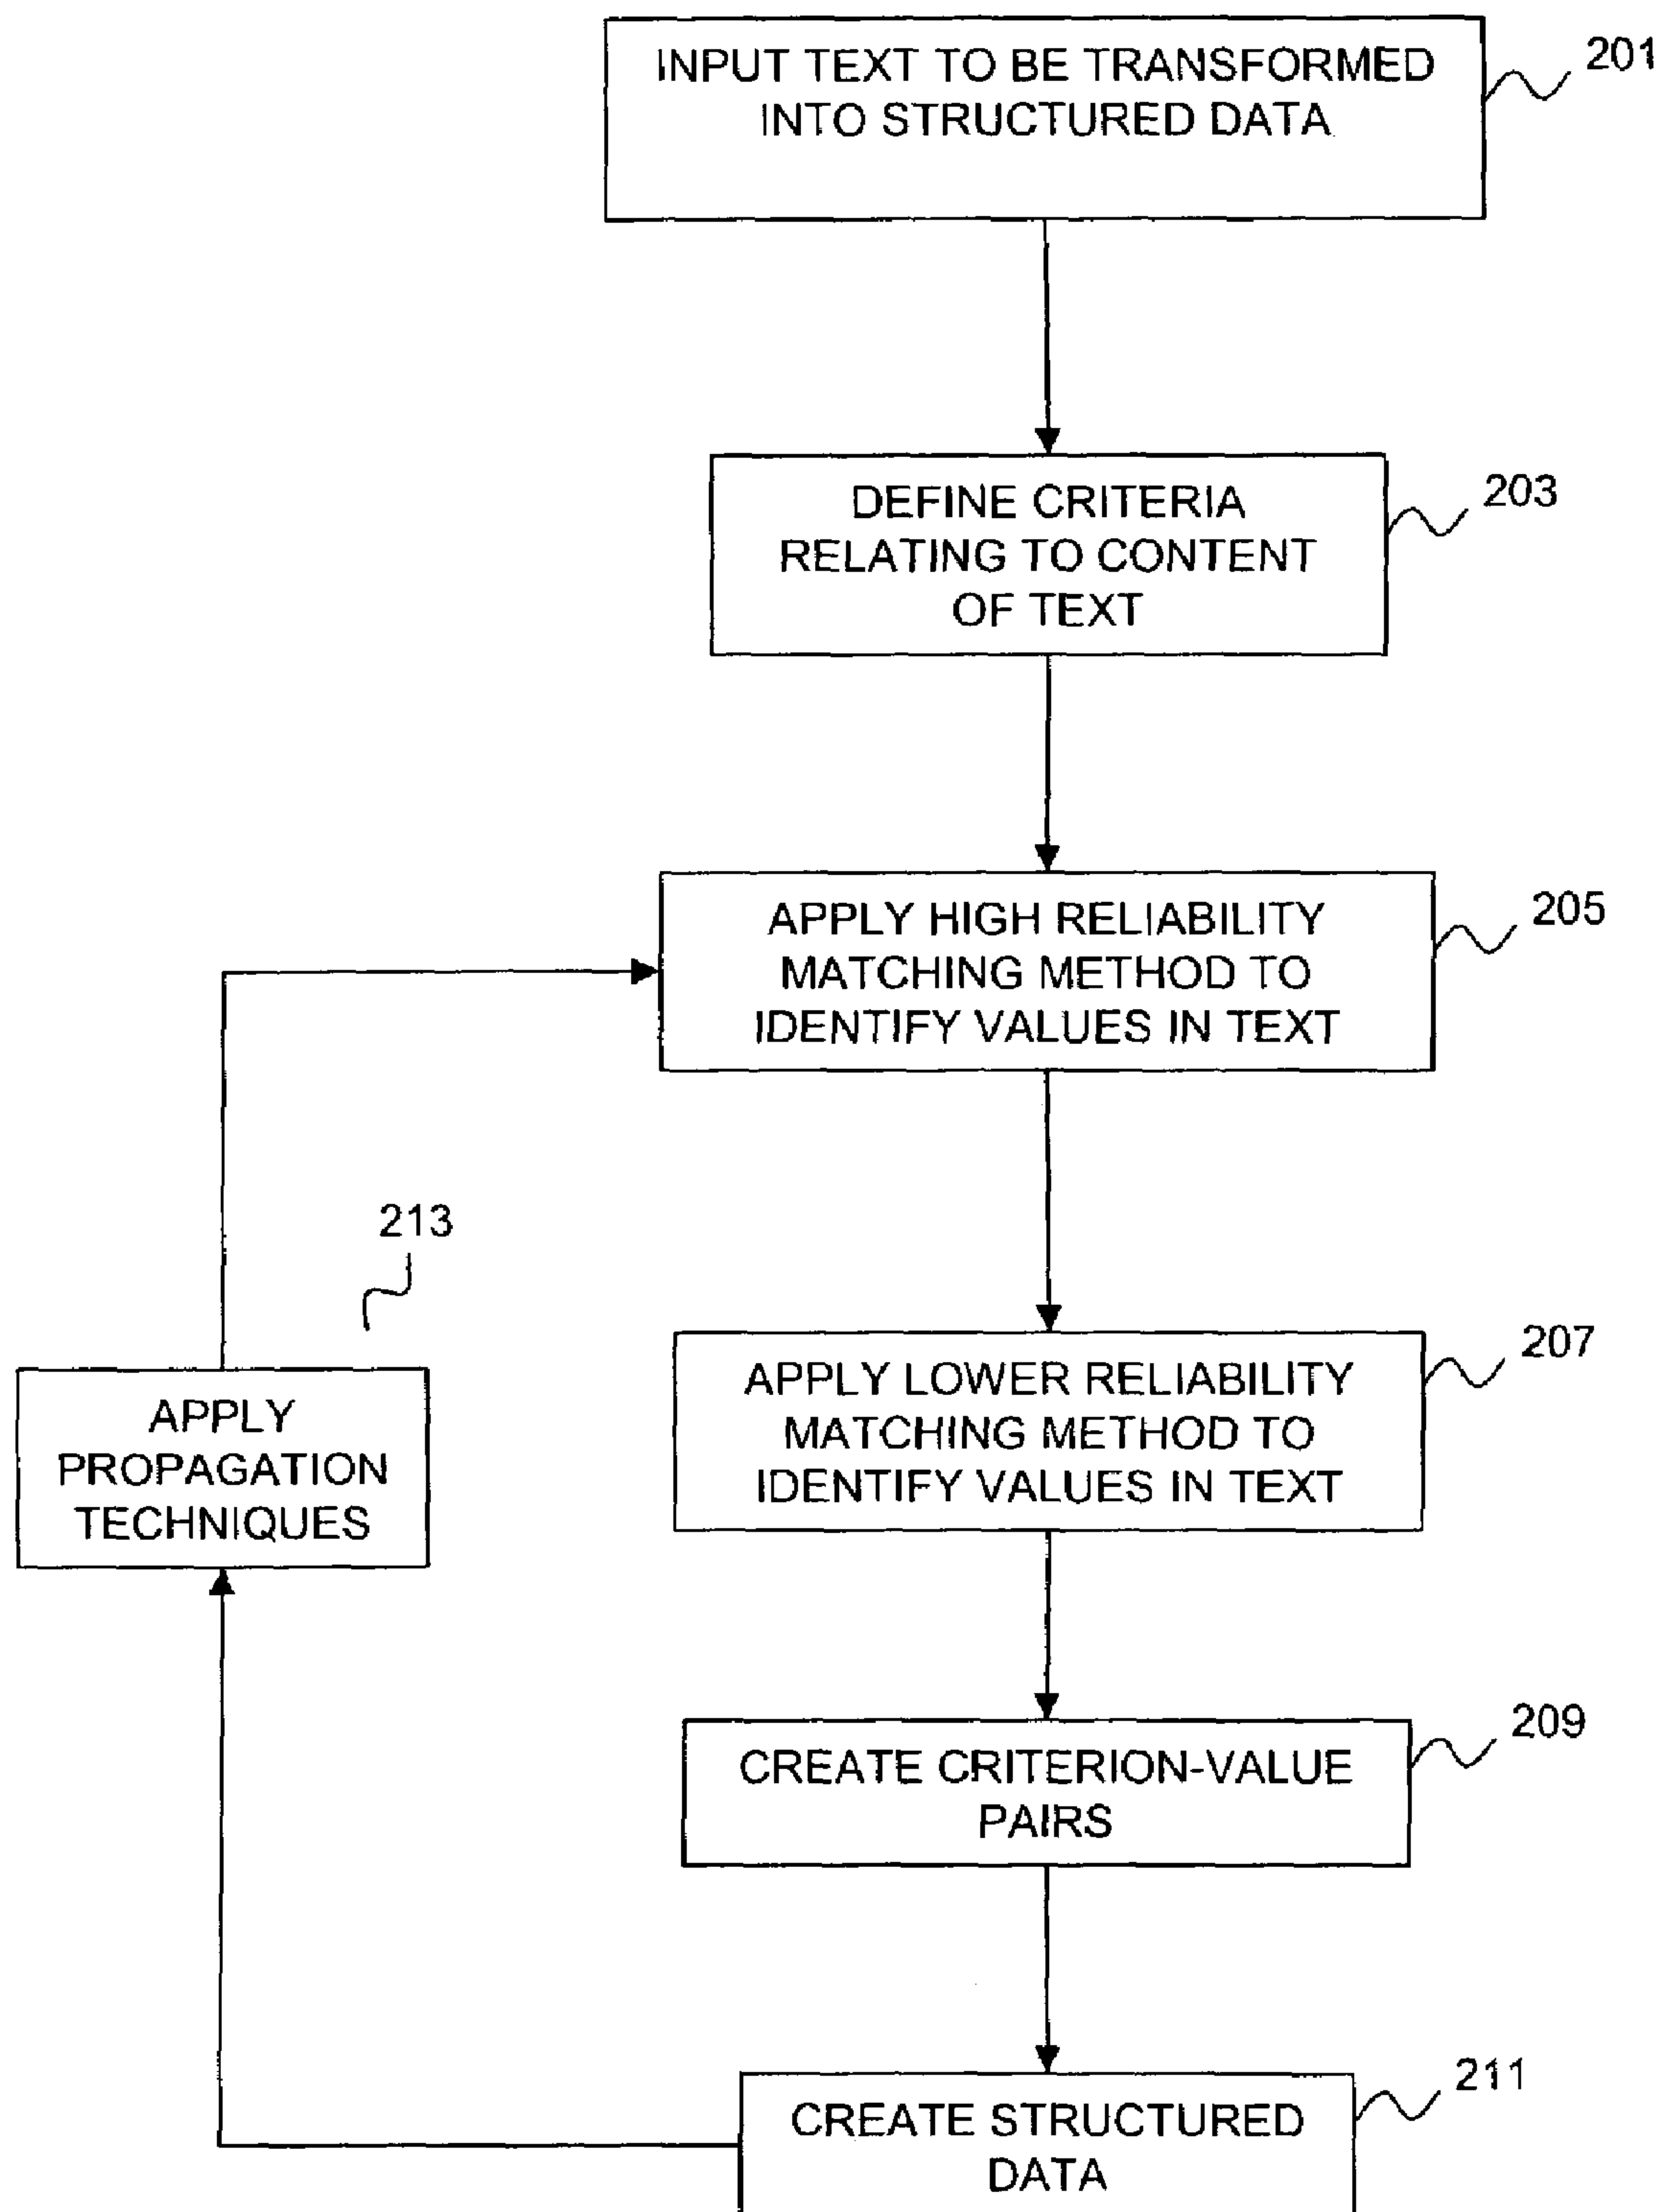 INPUT TEXT TO BE TRANSFORMED
INTO STRUCTURED DATA
201
DEFINE CRITERIA
RELATING TO CONTENT
OF TEXT
203
APPLY HIGH RELIABILITY
MATCHING METHOD TO
IDENTIFY VALUES IN TEXT
205
213
APPLY
PROPAGATION
TECHNIQUES
APPLY LOWER RELIABILITY
MATCHING METHOD TO
IDENTIFY VALUES IN TEXT
207
CREATE CRITERION-VALUE
PAIRS
209
CREATE STRUCTURED
DATA
211